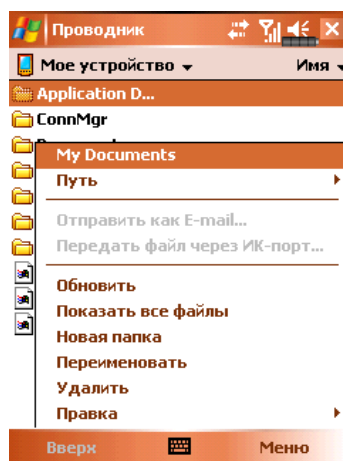 Проводник
Мое устройство Имя
Application D...
ConnMgr
My Documents
Путь
Отправить как E-mail...
Передать файл через ИК-порт...
Обновить
Показать все файлы
Новая папка
Переименовать
Удалить
Правка
Вверх Меню